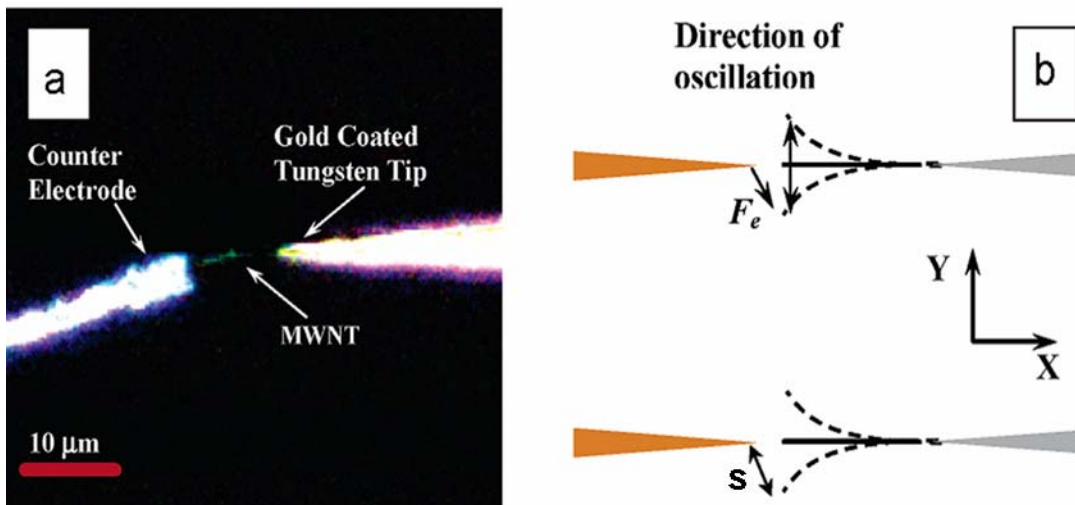 a
Counter
Electrode
Gold Coated
Tungsten Tip
MWNT
10 μm
b
Direction of
oscillation
Fe
Y
X
s